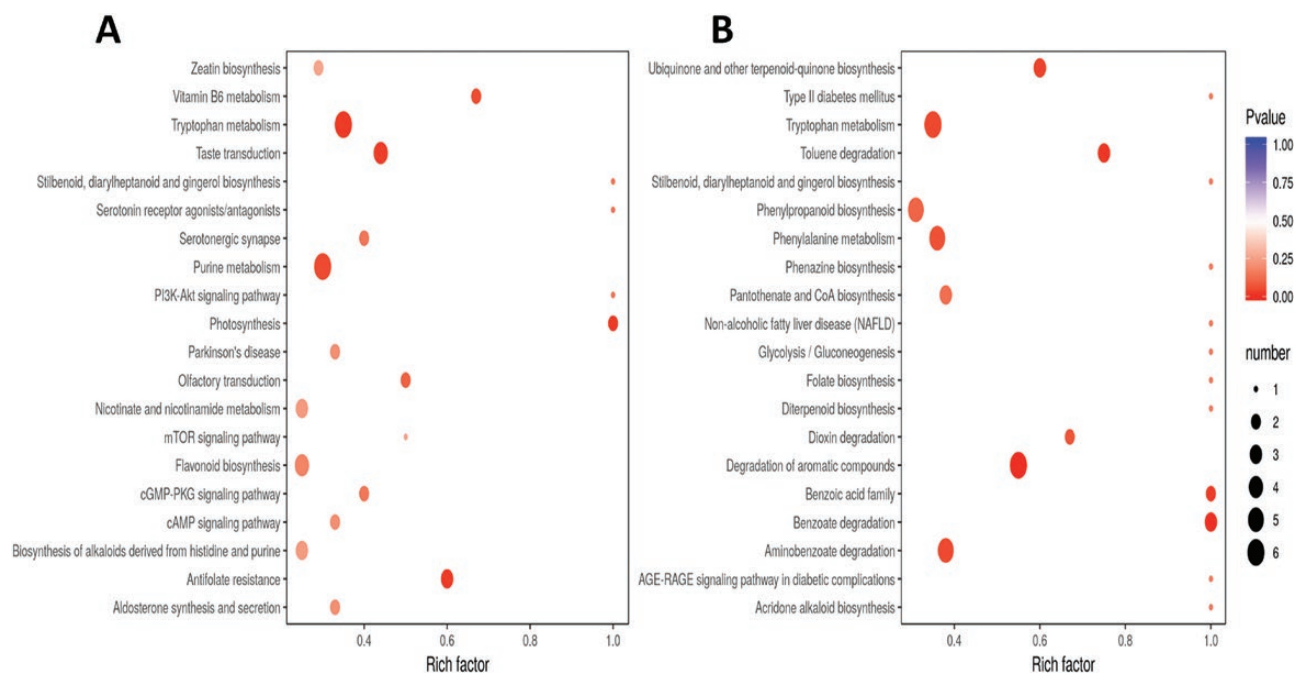 A
Zeatin biosynthesis
Vitamin B6 metabolism
Tryptophan metabolism
Taste transduction
Stilbenoid, diarylheptanoid and gingerol biosynthesis
Serotonin receptor agonists/antagonists
Serotonergic synapse
Purine metabolism
PI3K-Akt signaling pathway
Photosynthesis
Parkinson's disease
Olfactory transduction
Nicotinate and nicotinamide metabolism
mTOR signaling pathway
Flavonoid biosynthesis
cGMP-PKG signaling pathway
cAMP signaling pathway
Biosynthesis of alkaloids derived from histidine and purine
Antifolate resistance
Aldosterone synthesis and secretion
0.4 0.6 0.8 1.0
Rich factor
B
Ubiquinone and other terpenoid-quinone biosynthesis
Type II diabetes mellitus
Tryptophan metabolism
Toluene degradation
Stilbenoid, diarylheptanoid and gingerol biosynthesis
Phenylpropanoid biosynthesis
Phenylalanine metabolism
Phenazine biosynthesis
Pantothenate and CoA biosynthesis
Non-alcoholic fatty liver disease (NAFLD)
Glycolysis / Gluconeogenesis
Folate biosynthesis
Diterpenoid biosynthesis
Dioxin degradation
Degradation of aromatic compounds
Benzoic acid family
Benzoate degradation
Aminobenzoate degradation
AGE-RAGE signaling pathway in diabetic complications
Acridone alkaloid biosynthesis
0.4 0.6 0.8 1.0
Rich factor
Pvalue
1.00
0.75
0.50
0.25
0.00
number
1
2
3
4
5
6